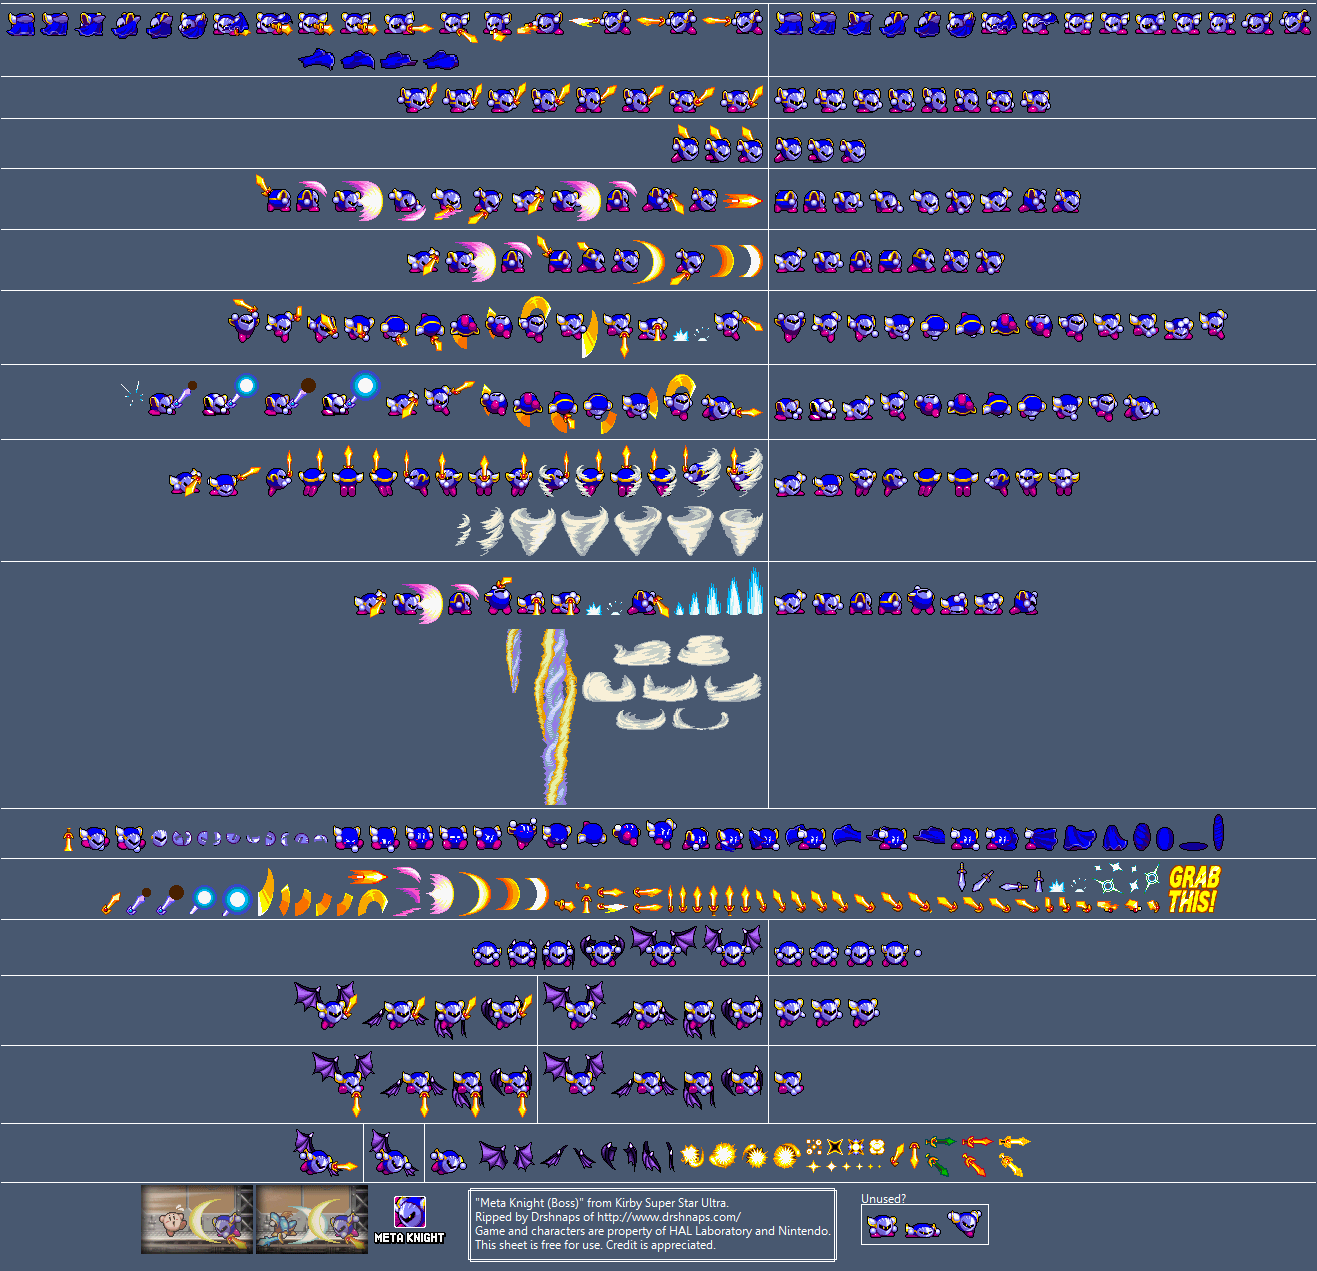 GRAB
THIS!
META KNIGHT
"Meta Knight (Boss)" from Kirby Super Star Ultra.
Ripped by Drshnaps of http://www.drshnaps.com/
Game and characters are property of HAL Laboratory and Nintendo.
This sheet is free for use. Credit is appreciated.
Unused?